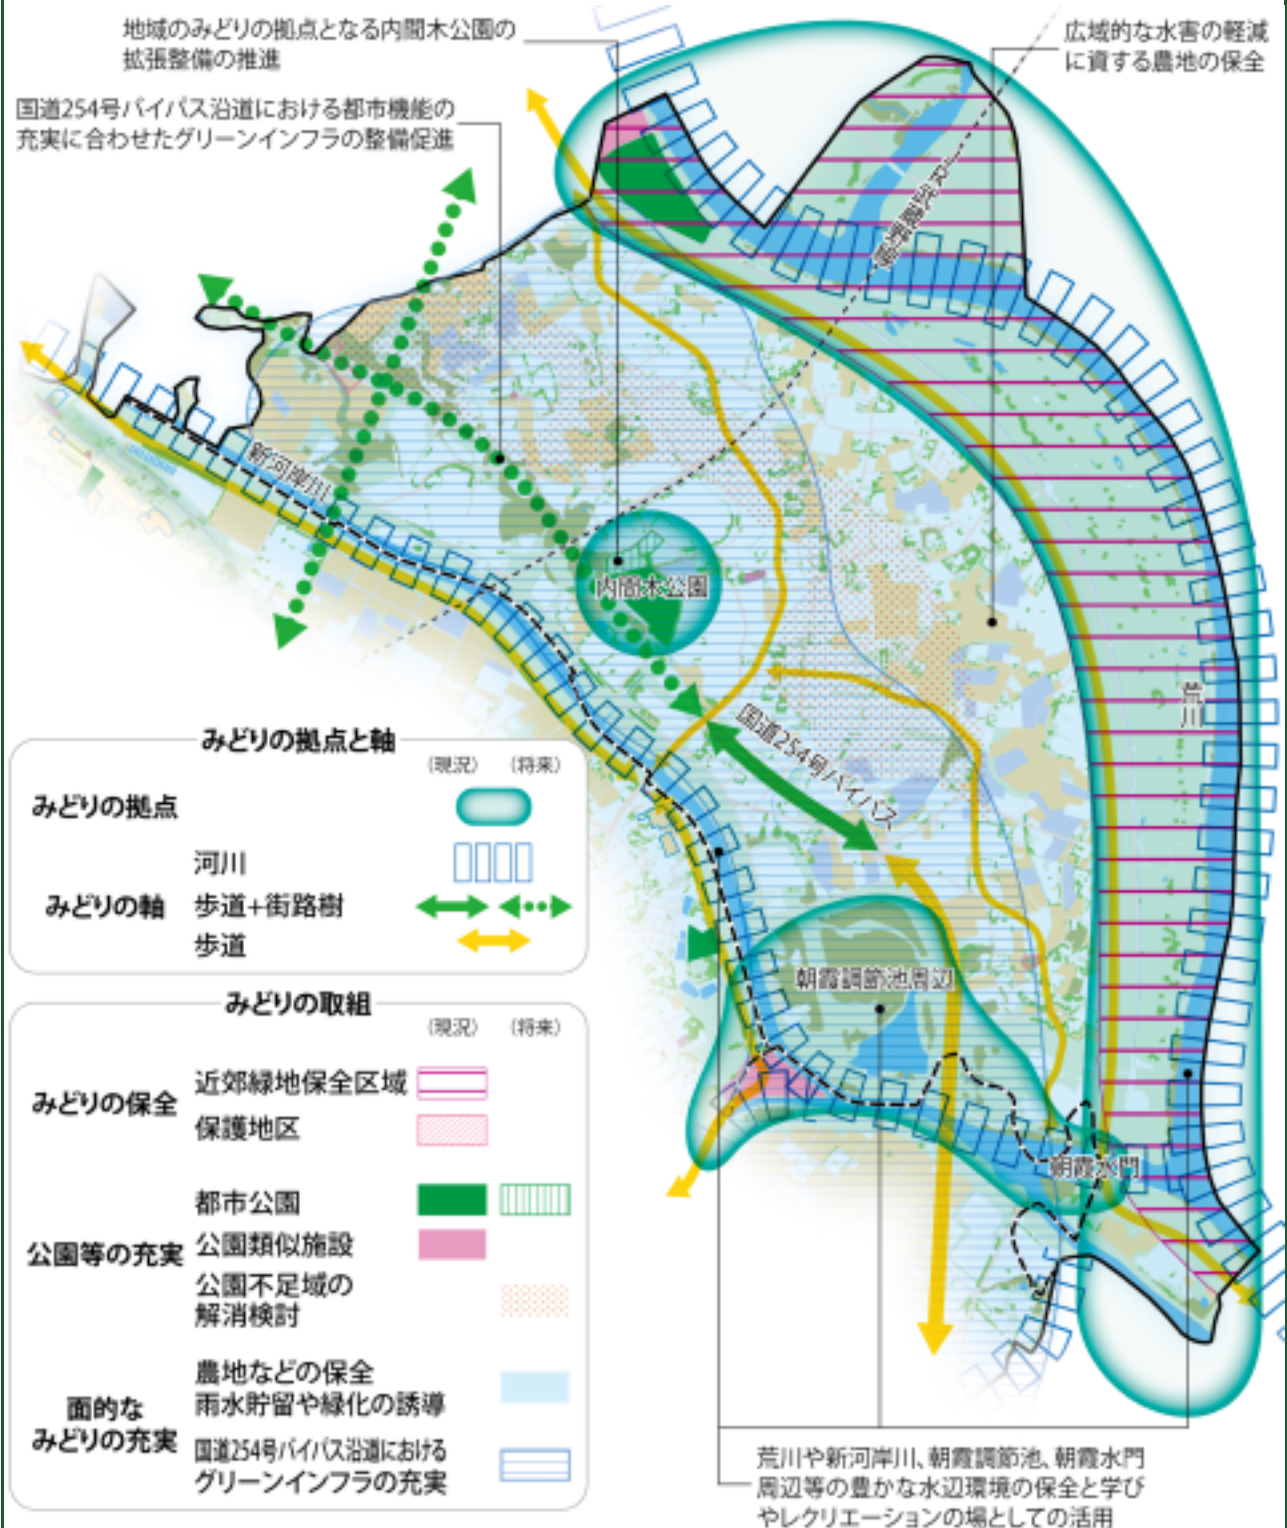 地域のみどりの拠点となる内間木公園の
拡張整備の推進
広域的な水害の軽減
に資する農地の保全
国道254号バイパス沿道における都市機能の
充実に合わせたグリーンインフラの整備促進
JR武蔵野線
新河岸川
内間木公園
荒川
国道254号バイパス
朝霞調節池周辺
朝霞水門
みどりの拠点と軸
(現況) (将来)
みどりの拠点
河川
みどりの軸 歩道+街路樹
歩道
みどりの取組
(現況) (将来)
みどりの保全 近郊緑地保全区域
保護地区
都市公園
公園等の充実 公園類似施設
公園不足域の
解消検討
面的な
みどりの充実
農地などの保全
雨水貯留や緑化の誘導
国道254号バイパス沿道における
グリーンインフラの充実
荒川や新河岸川、朝霞調節池、朝霞水門
周辺等の豊かな水辺環境の保全と学び
やレクリエーションの場としての活用